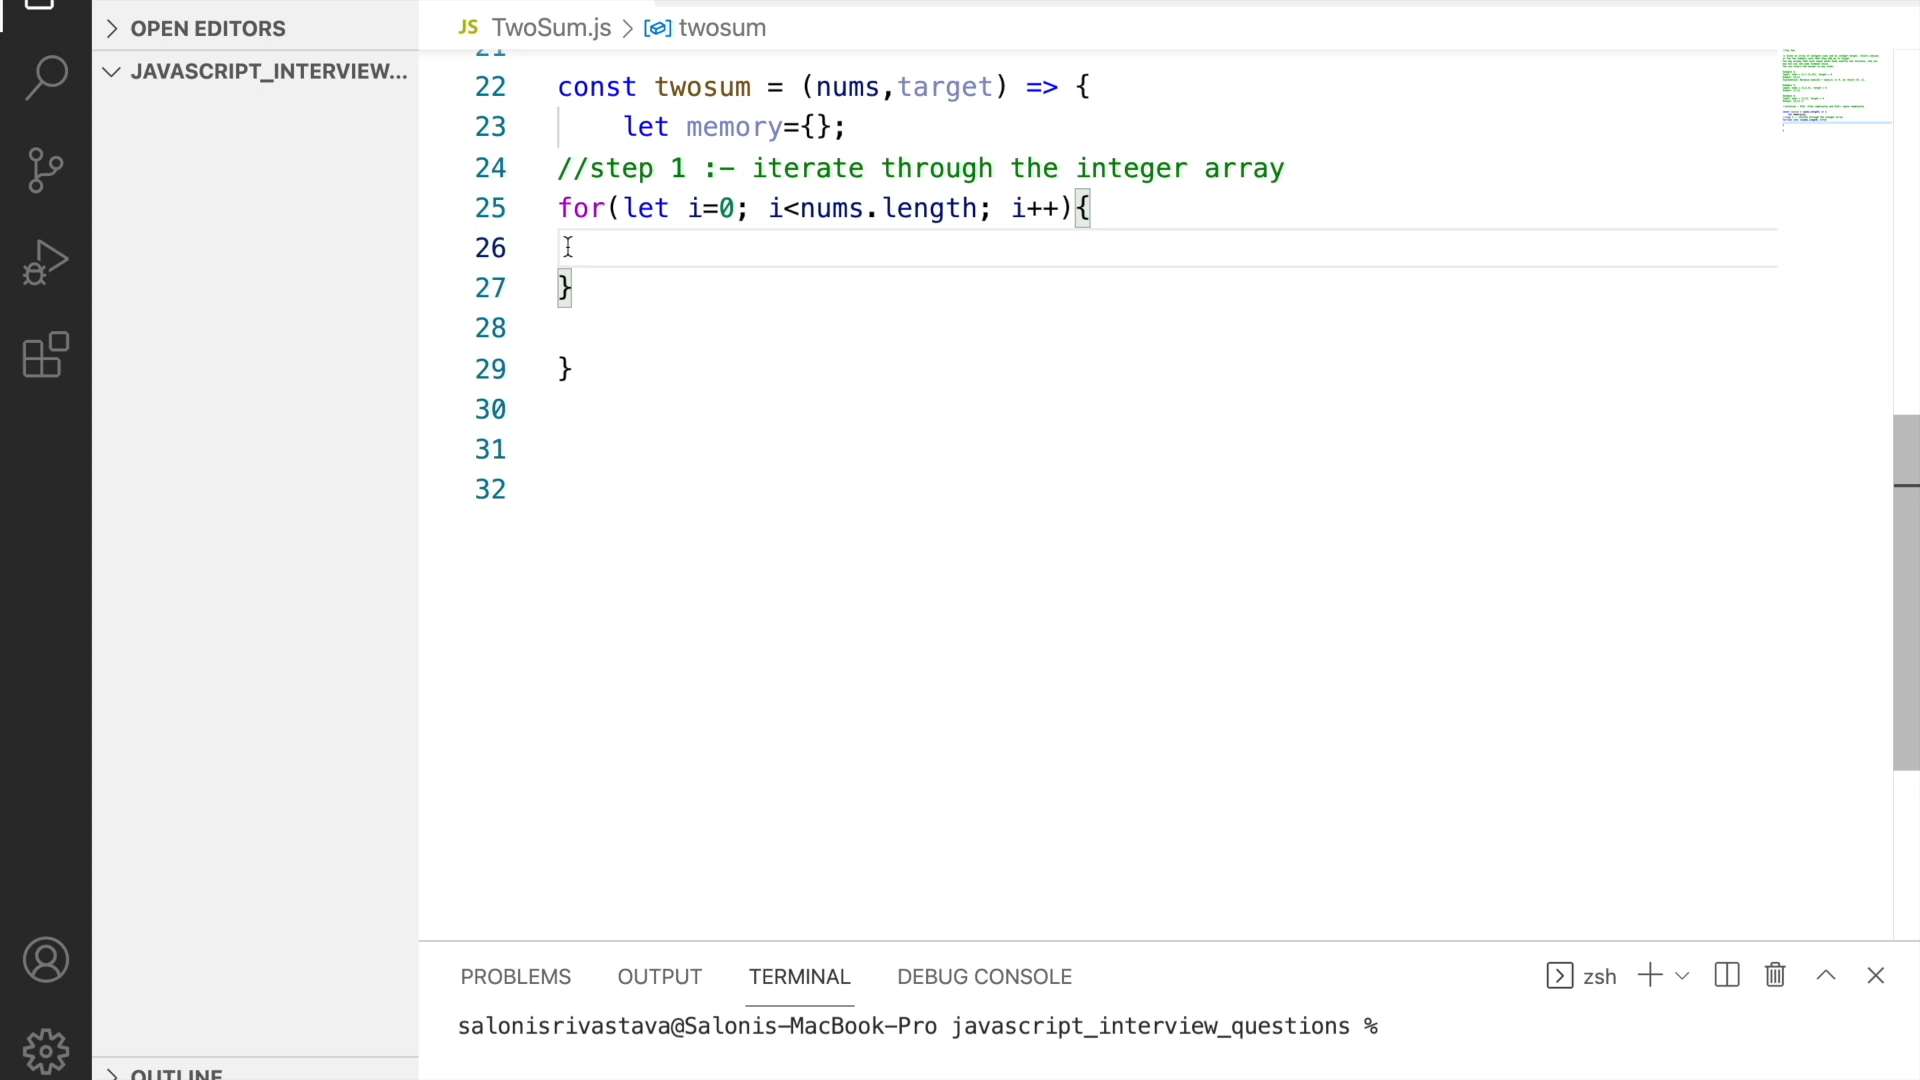 OPEN EDITORS
JAVASCRIPT_INTERVIEW...
JS TwoSum.js > twosum
21
22 const twosum = (nums,target) => {
23 let memory={};
24 //step 1 :- iterate through the integer array
25 for(let i=0; i<nums.length; i++){
26
27 }
28
29 }
30
31
32
PROBLEMS OUTPUT TERMINAL DEBUG CONSOLE zsh
salonisrivastava@Salonis-MacBook-Pro javascript_interview_questions %
OUTLINE